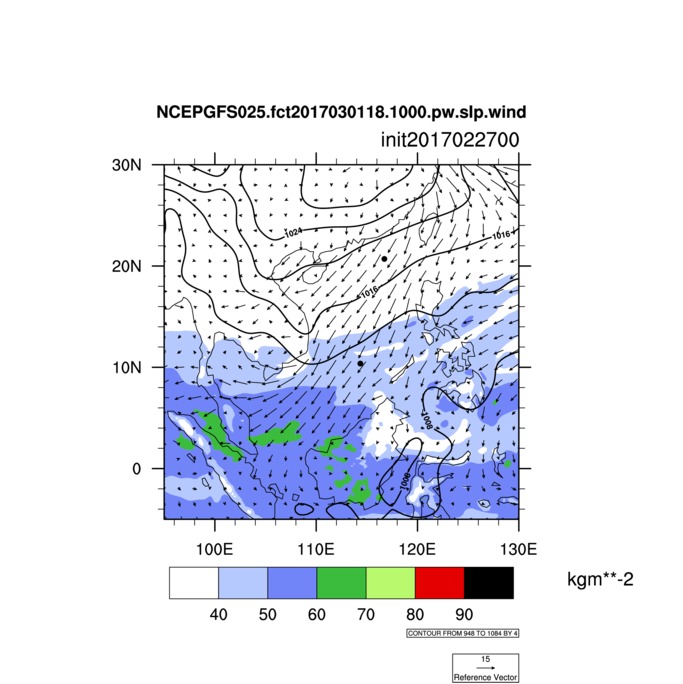 NCEPGFS025.fct2017030118.1000.pw.slp.wind
init2017022700
30N
1024
1016
20N
1016
10N
1008
0
1008
100E 110E 120E 130E
kgm**-2
40 50 60 70 80 90
CONTOUR FROM 948 TO 1084 BY 4
15
Reference Vector